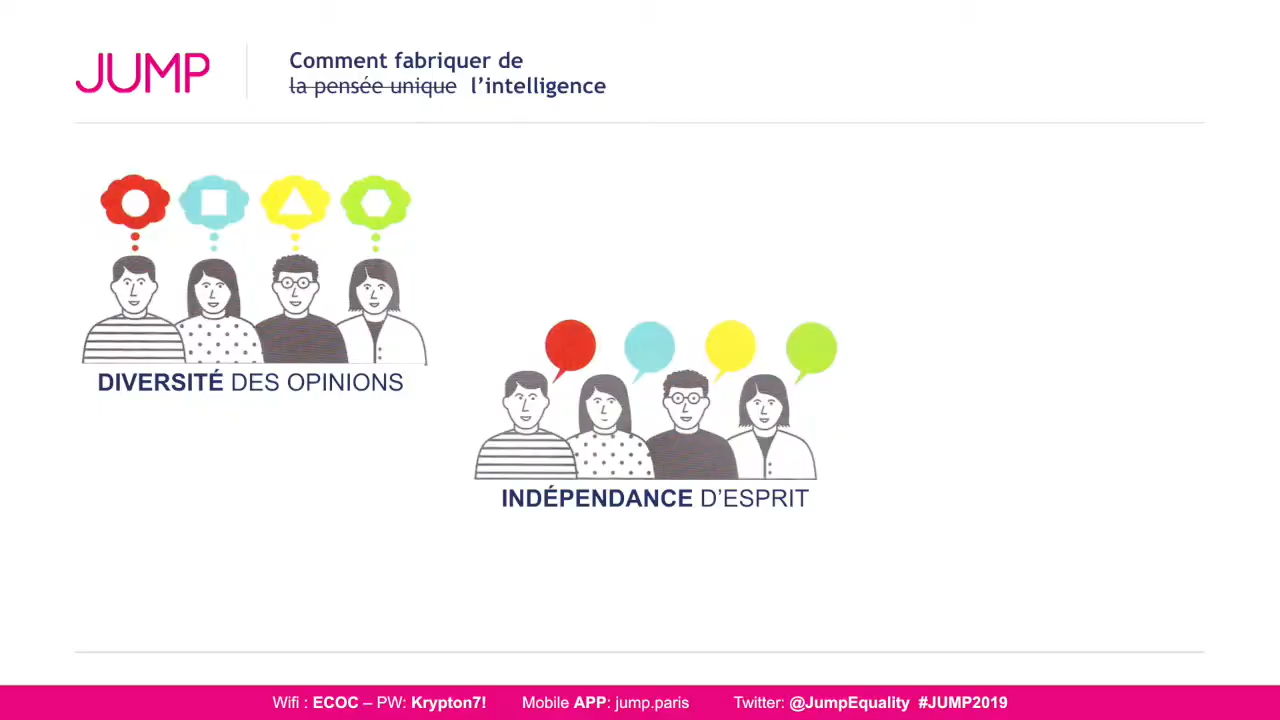 JUMP
Comment fabriquer de
la pensée unique l’intelligence
DIVERSITÉ DES OPINIONS
INDÉPENDANCE D’ESPRIT
Wifi : ECOC – PW: Krypton7! Mobile APP: jump.paris Twitter: @JumpEquality #JUMP2019